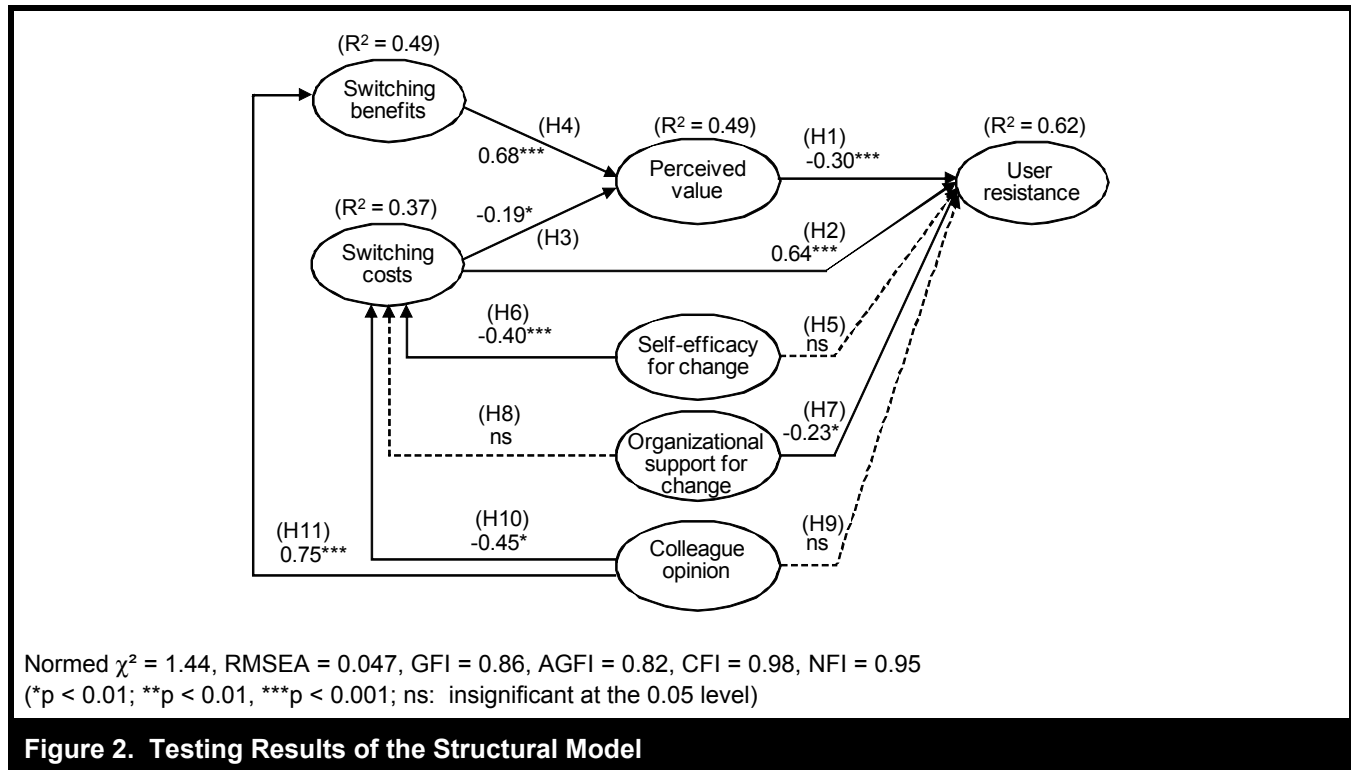 (R² = 0.49)
Switching
benefits
(H4)
0.68***
(R² = 0.49)
Perceived
value
(H1)
-0.30***
(R² = 0.62)
User
resistance
(R² = 0.37)
Switching
costs
-0.19*
(H3)
(H2)
0.64***
(H6)
-0.40***
Self-efficacy
for change
(H5)
ns
(H8)
ns
Organizational
support for
change
(H7)
-0.23*
(H11)
0.75***
(H10)
-0.45*
Colleague
opinion
(H9)
ns
Normed χ² = 1.44, RMSEA = 0.047, GFI = 0.86, AGFI = 0.82, CFI = 0.98, NFI = 0.95
(*p < 0.01; **p < 0.01, ***p < 0.001; ns: insignificant at the 0.05 level)
Figure 2. Testing Results of the Structural Model